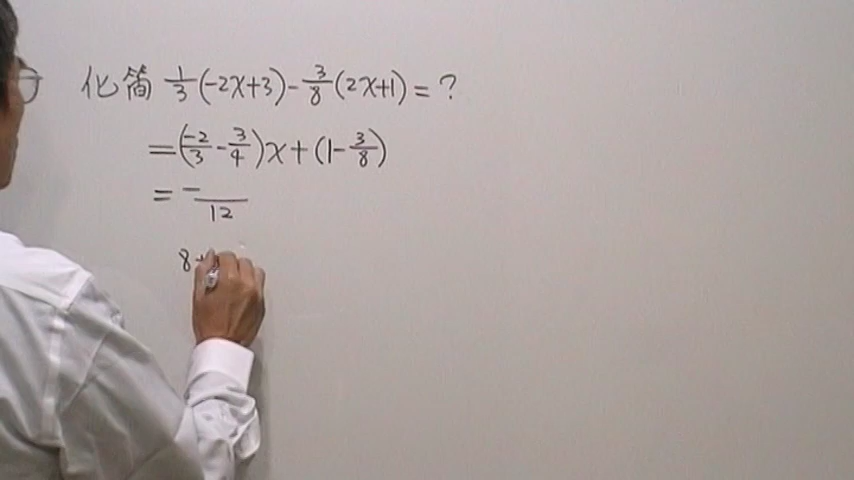 化簡 1/3(-2x+3)-3/8(2x+1)=?
=(-2/3-3/4)x+(1-3/8)
=-/12
8+